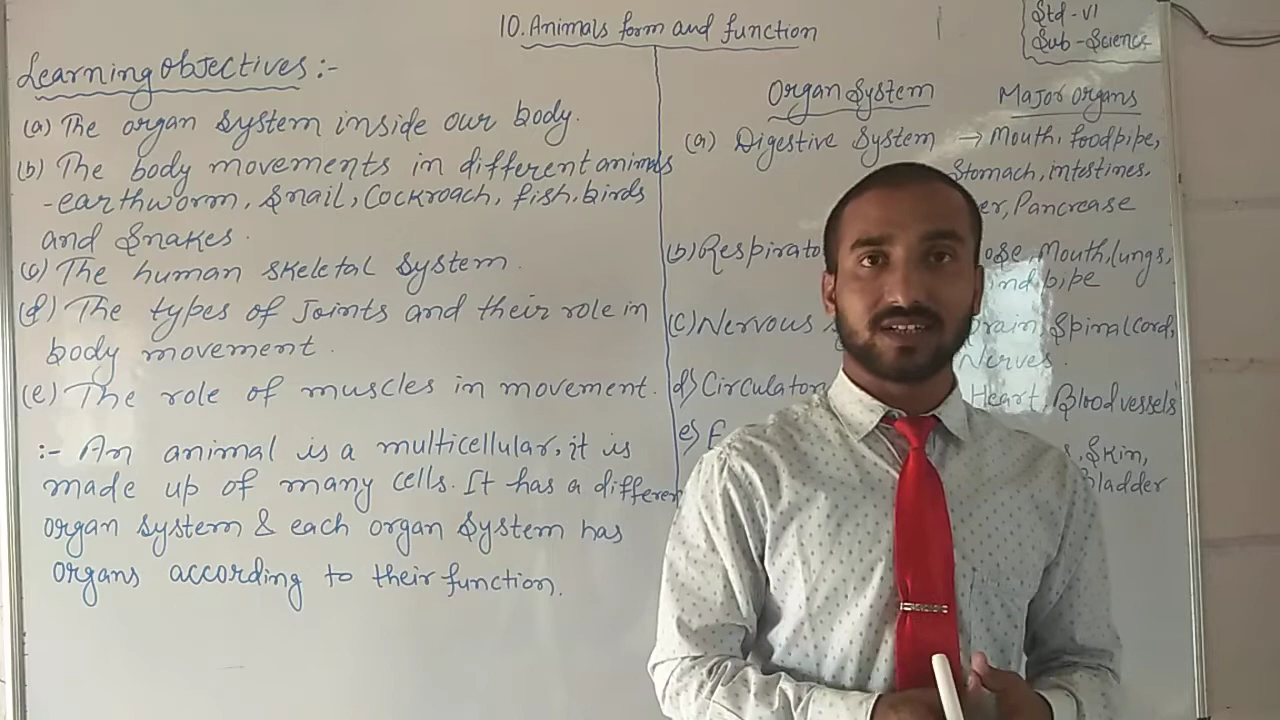 10. Animals form and function
Std - VI
Sub - Science
Learning Objectives :-
(a) The organ system inside our body.
(b) The body movements in different animals
- earthworm, Snail, Cockroach, fish, birds
and Snakes.
(c) The human skeletal system.
(d) The types of Joints and their role in
body movement.
(e) The role of muscles in movement.
:- An animal is a multicellular, it is
made up of many cells. It has a differen
organ system & each organ system has
organs according to their function.
Organ System Major organs
(a) Digestive System → Mouth, foodpipe,
Stomach, intestines,
er, Pancrease
(b) Respirato ose, Mouth, lungs,
ind pipe
(c) Nervous rain, Spinal cord,
Nerves.
d) Circulator Heart, Blood vessels
e) E s, Skin,
Bladder